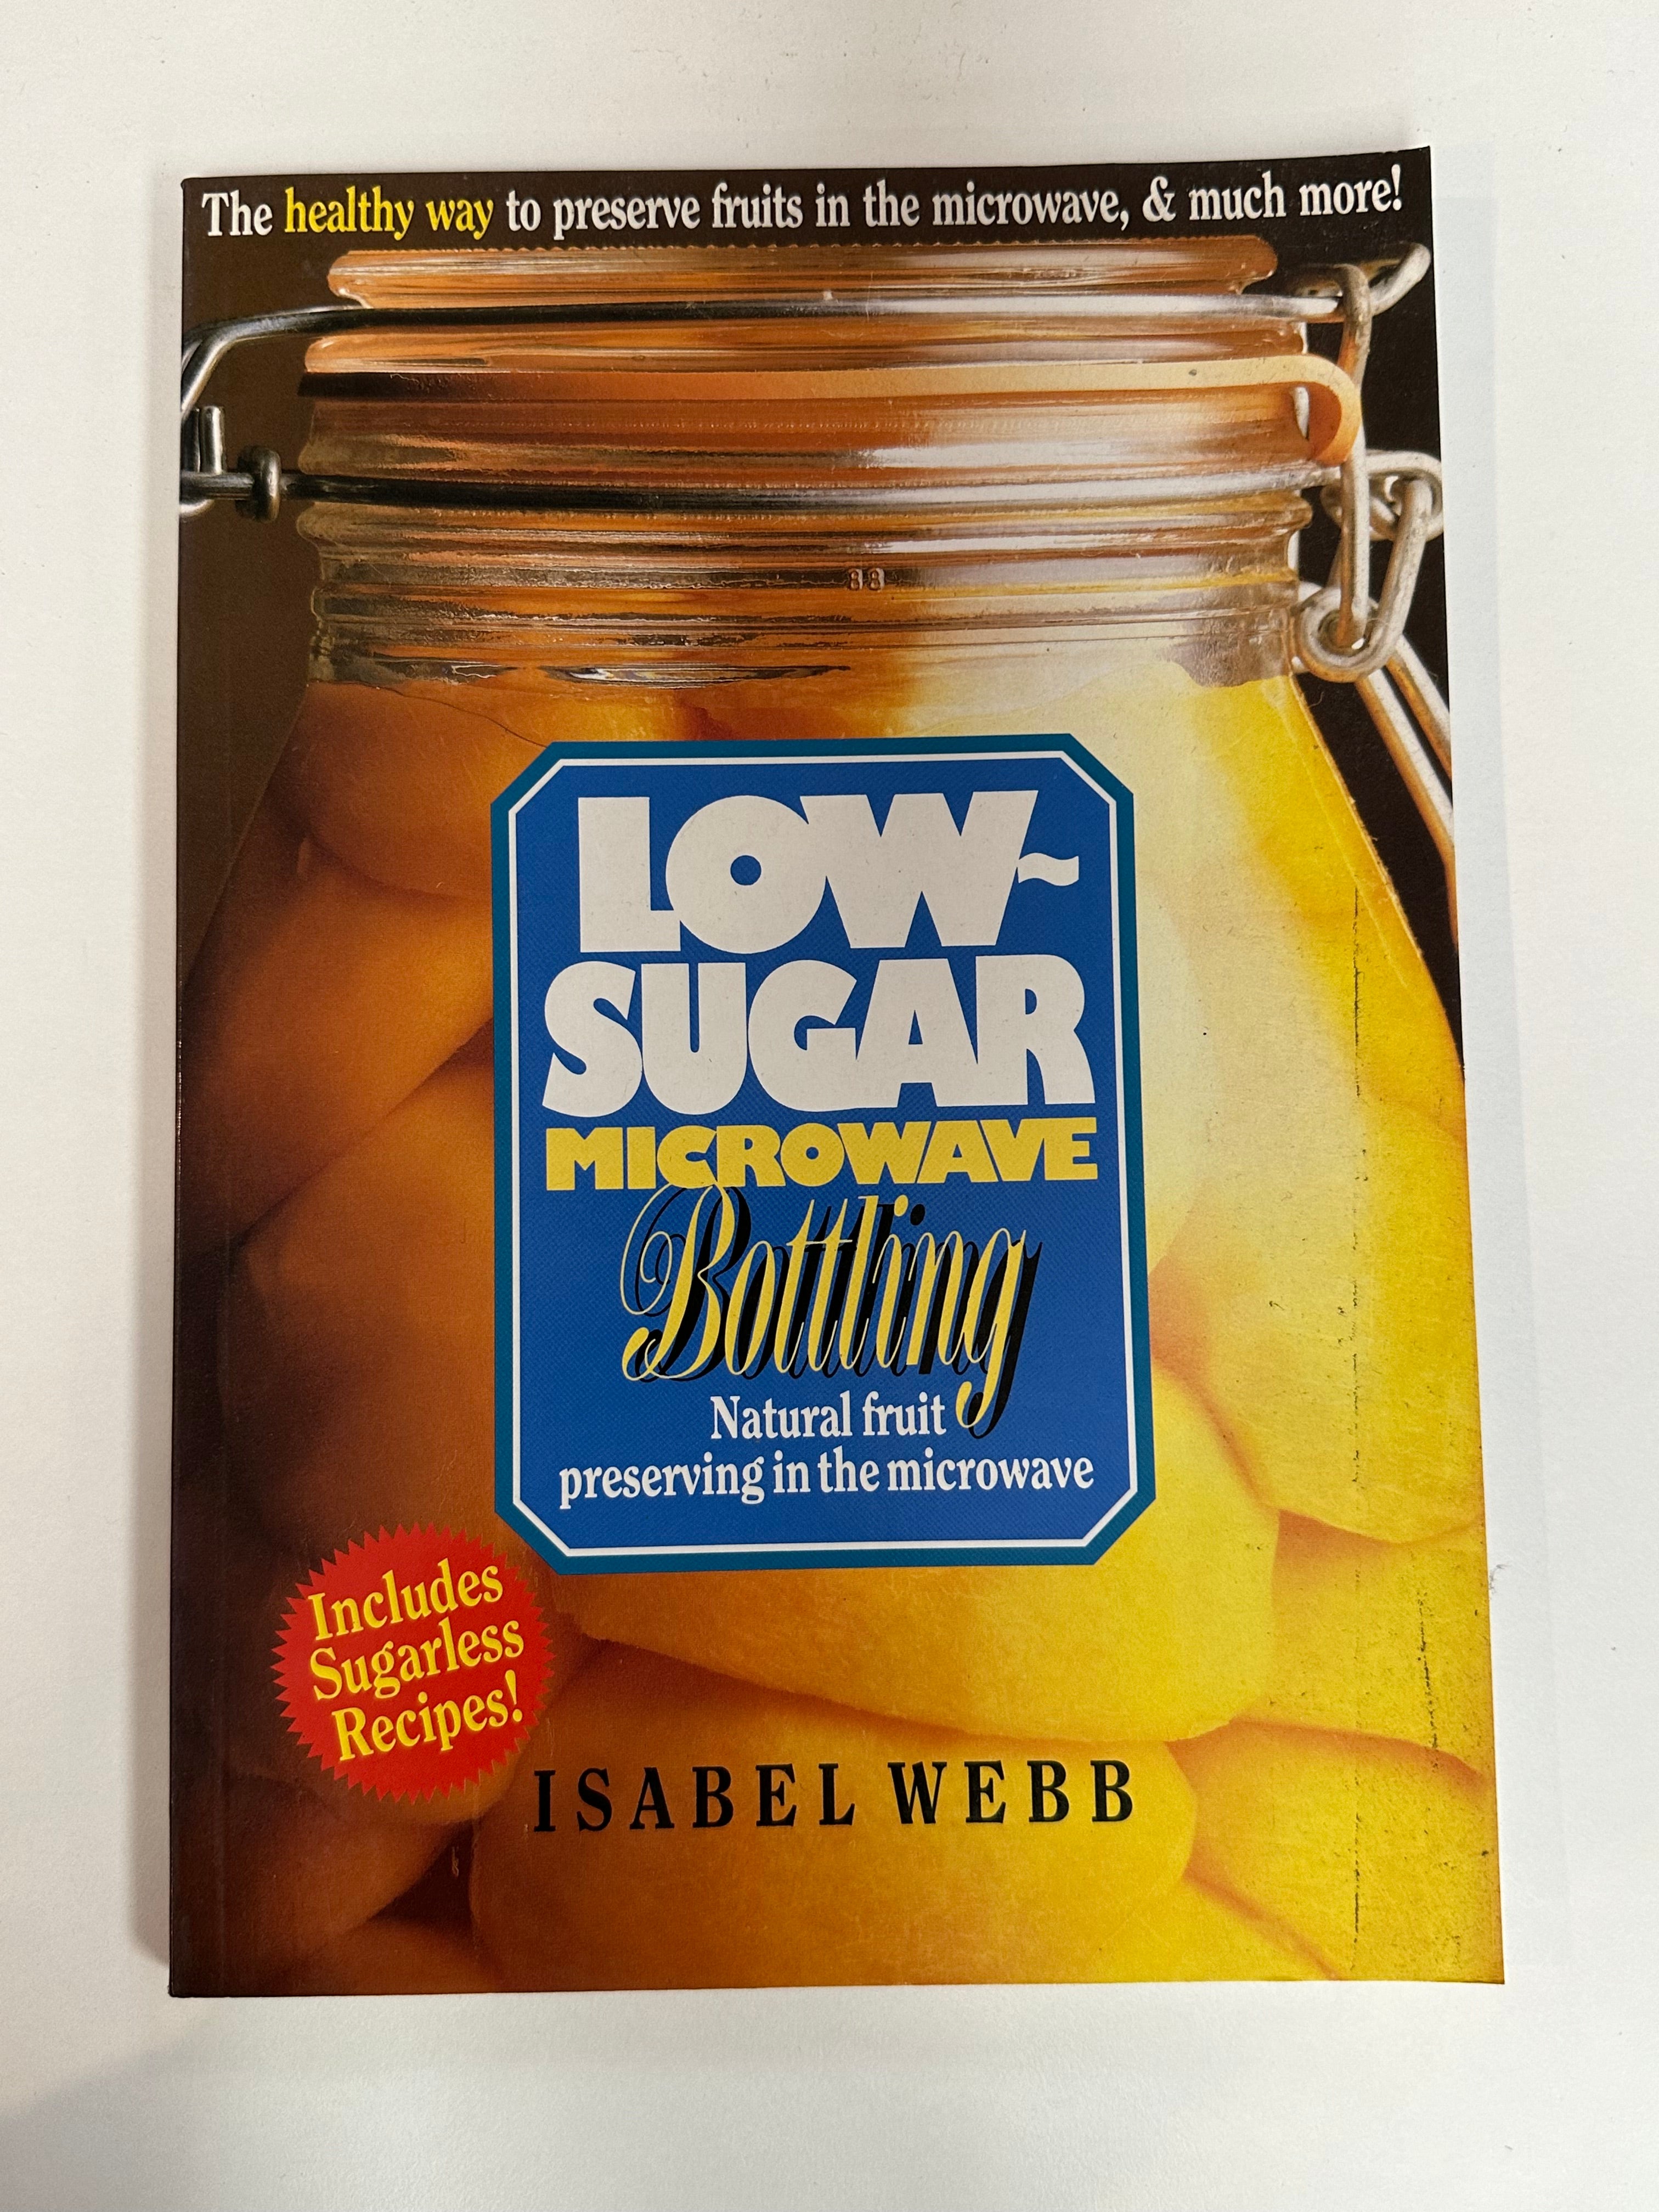 The healthy way to preserve fruits in the microwave, & much more!
88
LOW-
SUGAR
MICROWAVE
Bottling
Natural fruit
preserving in the microwave
Includes
Sugarless
Recipes!
ISABEL WEBB